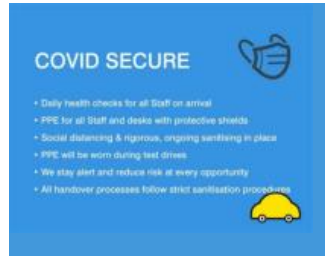 COVID SECURE
• Daily health checks for all Staff on arrival
• PPE for all Staff and desks with protective shields
• Social distancing & rigorous, ongoing sanitising in place
• PPE will be worn during test drives
• We stay alert and reduce risk at every opportunity
• All handover processes follow strict sanitisation procedures